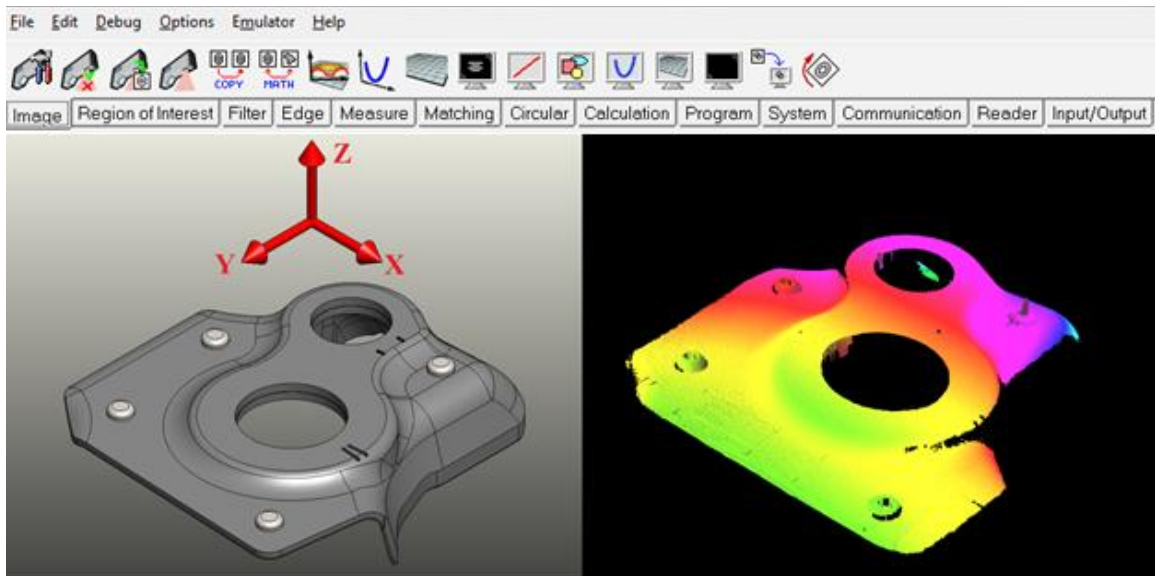 File Edit Debug Options Emulator Help
COPY MATH
Image Region of Interest Filter Edge Measure Matching Circular Calculation Program System Communication Reader Input/Output
Z
Y X